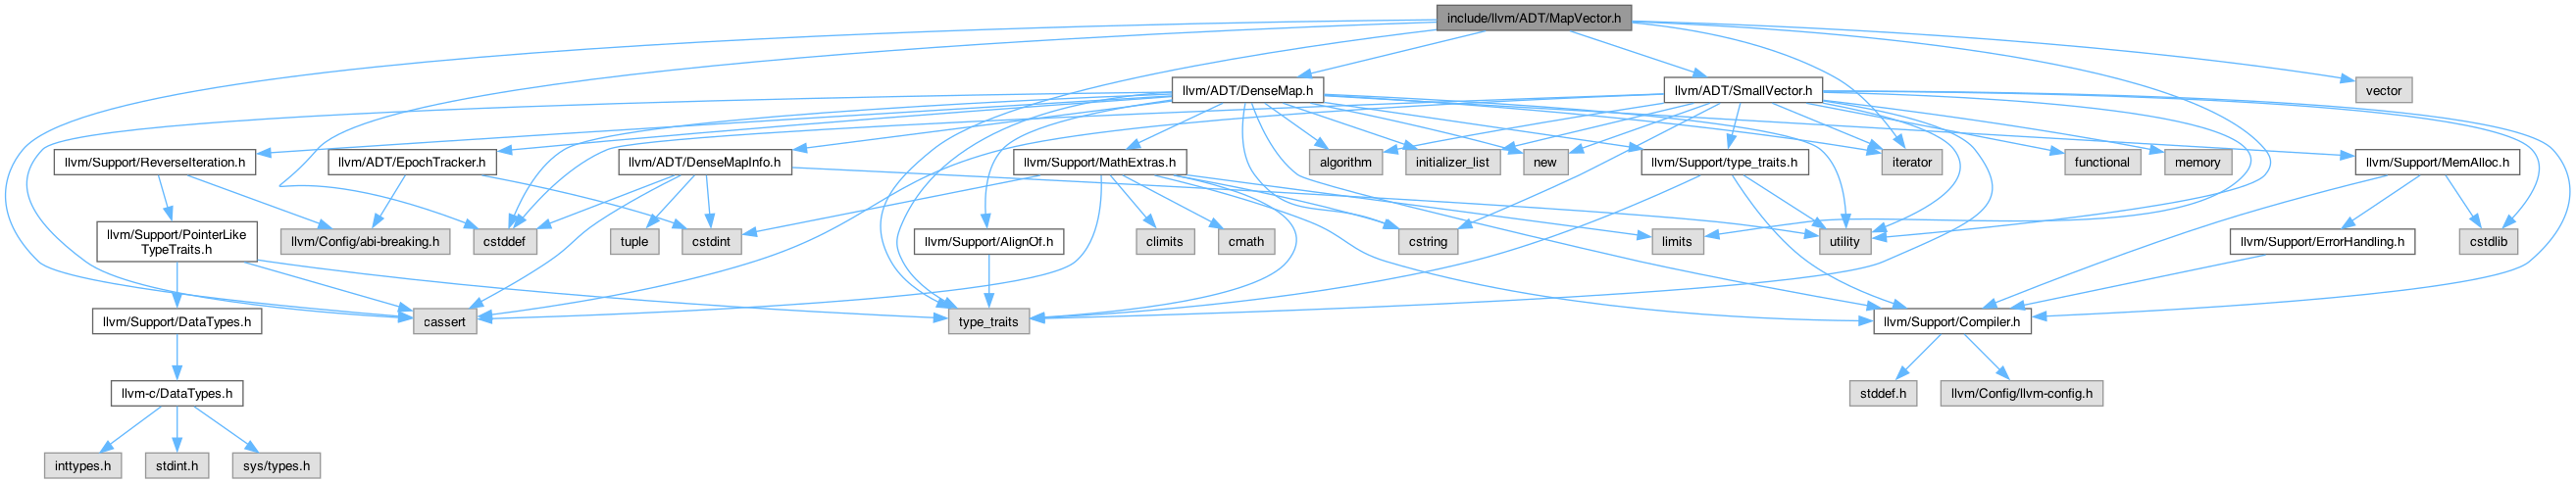 include/llvm/ADT/MapVector.h
llvm/ADT/DenseMap.h
llvm/ADT/SmallVector.h
vector
llvm/Support/ReverseIteration.h
llvm/ADT/EpochTracker.h
llvm/ADT/DenseMapInfo.h
llvm/Support/MathExtras.h
algorithm
initializer_list
new
llvm/Support/type_traits.h
iterator
functional
memory
llvm/Support/MemAlloc.h
llvm/Support/PointerLike
TypeTraits.h
llvm/Config/abi-breaking.h
cstddef
tuple
cstdint
llvm/Support/AlignOf.h
climits
cmath
cstring
limits
utility
llvm/Support/ErrorHandling.h
cstdlib
llvm/Support/DataTypes.h
cassert
type_traits
llvm/Support/Compiler.h
llvm-c/DataTypes.h
stddef.h
llvm/Config/llvm-config.h
inttypes.h
stdint.h
sys/types.h